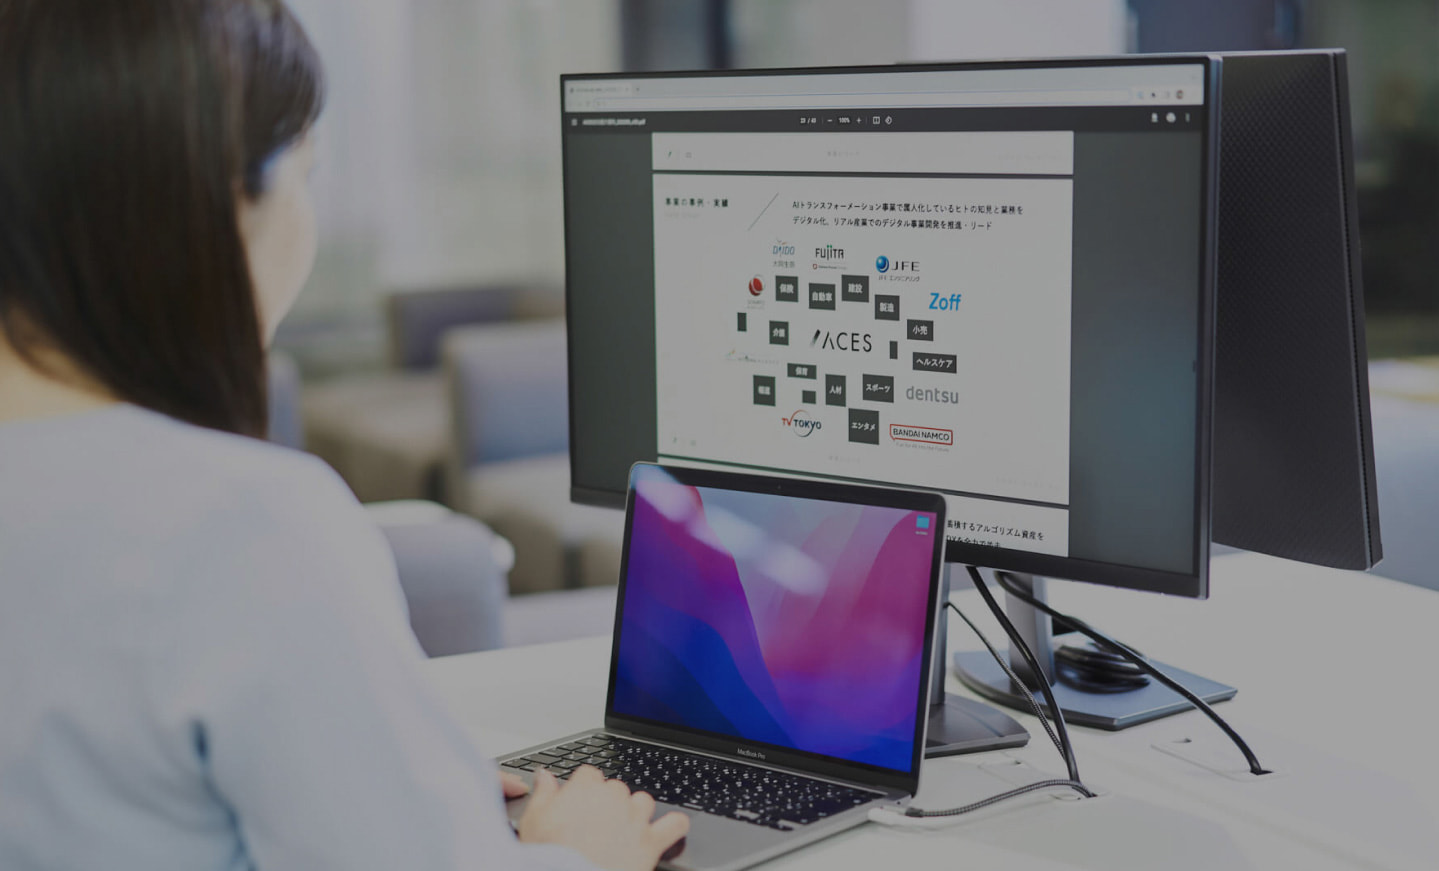 23 / 43
100%
事業の事例・実績
AIトランスフォーメーション事業で属人化しているヒトの知見と業務を
デジタル化、リアル産業でのデジタル事業開発を推進・リード
DAIDO
大同生命
FUJITA
JFE
JFE エンジニアリング
保険
自動車
建設
製造
Zoff
小売
介護
ACES
ヘルスケア
保育
人材
スポーツ
dentsu
TV TOKYO
エンタメ
BANDAI NAMCO
蓄積するアルゴリズム資産を
MacBook Pro